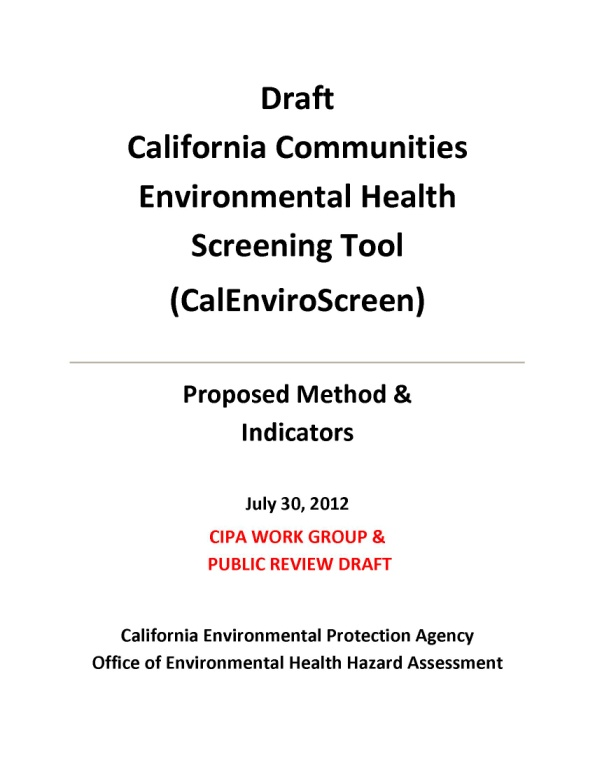 Draft
California Communities
Environmental Health
Screening Tool
(CalEnviroScreen)
Proposed Method &
Indicators
July 30, 2012
CIPA WORK GROUP &
PUBLIC REVIEW DRAFT
California Environmental Protection Agency
Office of Environmental Health Hazard Assessment